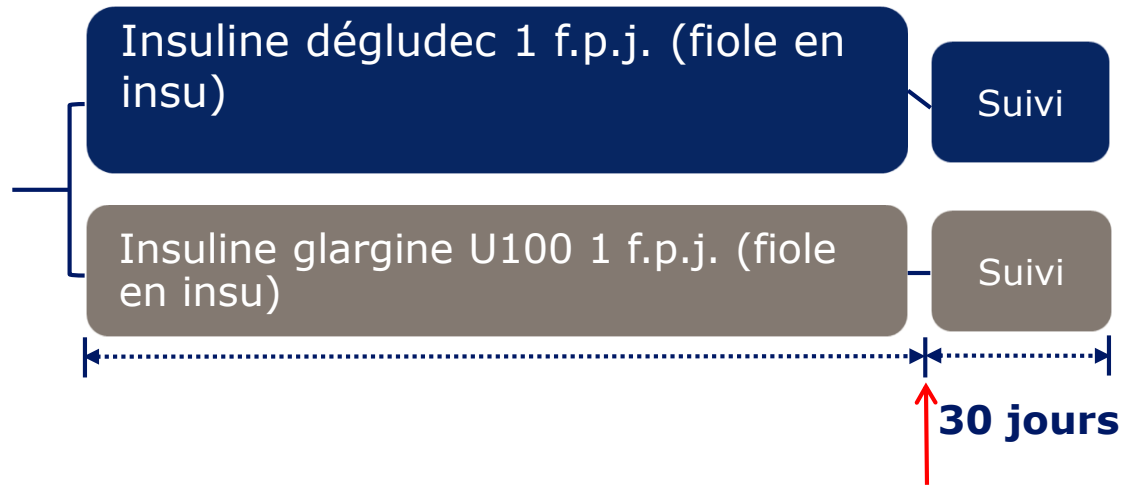 Insuline dégludec 1 f.p.j. (fiole en
insu)
Suivi
Insuline glargine U100 1 f.p.j. (fiole
en insu)
Suivi
30 jours